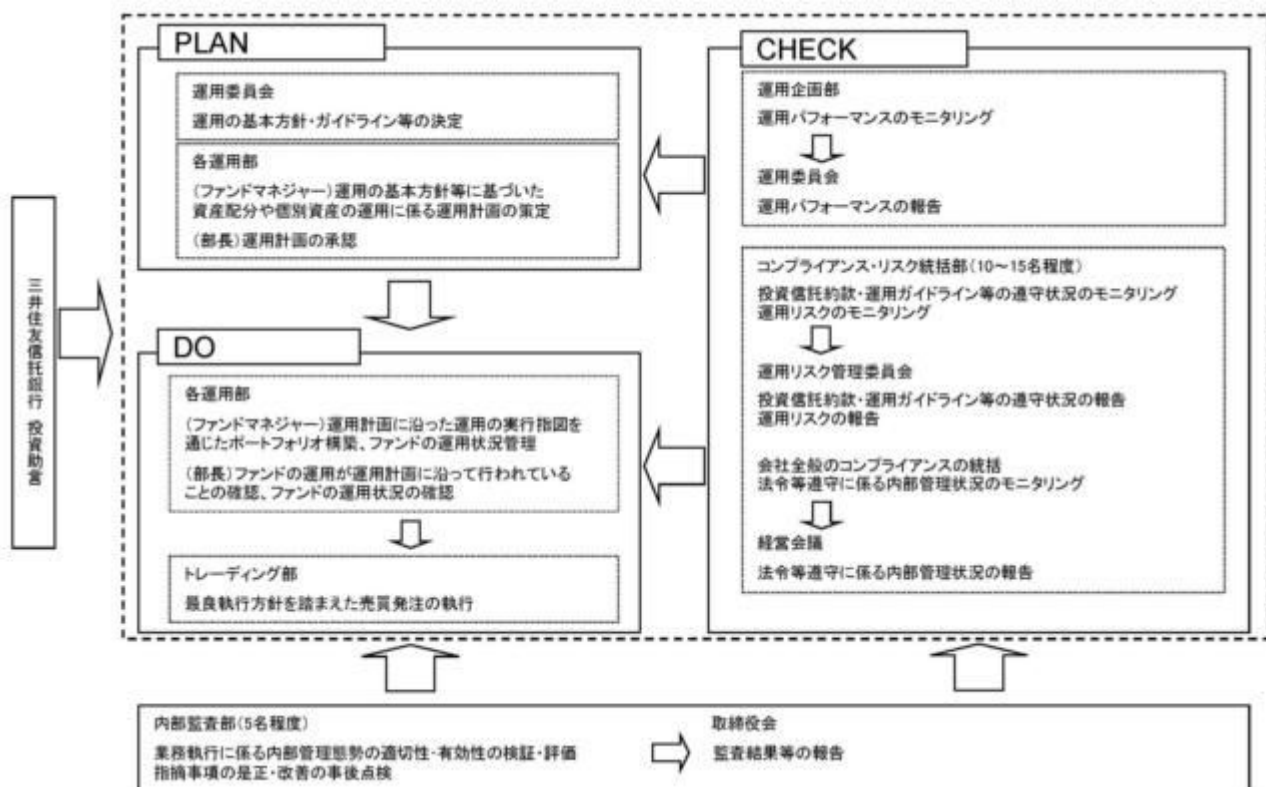 PLAN
運用委員会
運用の基本方針・ガイドライン等の決定
各運用部
(ファンドマネジャー)運用の基本方針等に基づいた
資産配分や個別資産の運用に係る運用計画の策定
(部長)運用計画の承認
三井住友信託銀行 投資助言
DO
各運用部
(ファンドマネジャー)運用計画に沿った運用の実行指図を
通じたポートフォリオ構築、ファンドの運用状況管理
(部長)ファンドの運用が運用計画に沿って行われている
ことの確認、ファンドの運用状況の確認
トレーディング部
最良執行方針を踏まえた売買発注の執行
CHECK
運用企画部
運用パフォーマンスのモニタリング
運用委員会
運用パフォーマンスの報告
コンプライアンス・リスク統括部(10～15名程度)
投資信託約款・運用ガイドライン等の遵守状況のモニタリング
運用リスクのモニタリング
運用リスク管理委員会
投資信託約款・運用ガイドライン等の遵守状況の報告
運用リスクの報告
会社全般のコンプライアンスの統括
法令等遵守に係る内部管理状況のモニタリング
経営会議
法令等遵守に係る内部管理状況の報告
内部監査部(5名程度)
業務執行に係る内部管理態勢の適切性・有効性の検証・評価
指摘事項の是正・改善の事後点検
取締役会
監査結果等の報告